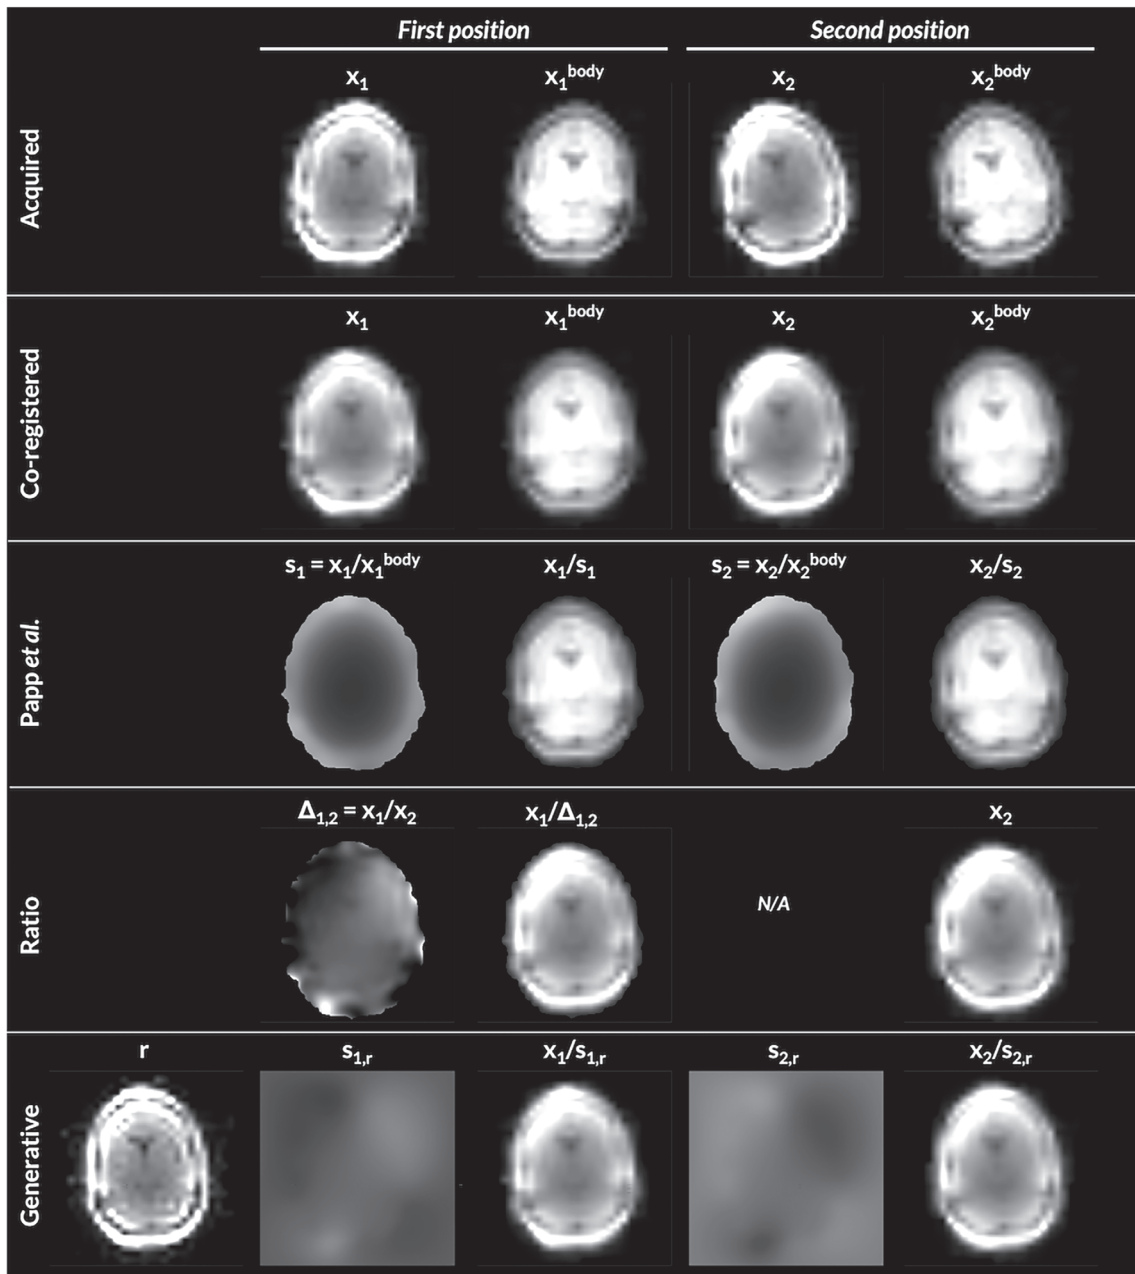 First position Second position
Acquired
x₁ x₁ᵇᵒᵈʸ x₂ x₂ᵇᵒᵈʸ
Co-registered
x₁ x₁ᵇᵒᵈʸ x₂ x₂ᵇᵒᵈʸ
Papp et al.
s₁ = x₁/x₁ᵇᵒᵈʸ x₁/s₁ s₂ = x₂/x₂ᵇᵒᵈʸ x₂/s₂
Ratio
Δ₁,₂ = x₁/x₂ x₁/Δ₁,₂ x₂
N/A
Generative
r s₁,ᵣ x₁/s₁,ᵣ s₂,ᵣ x₂/s₂,ᵣ